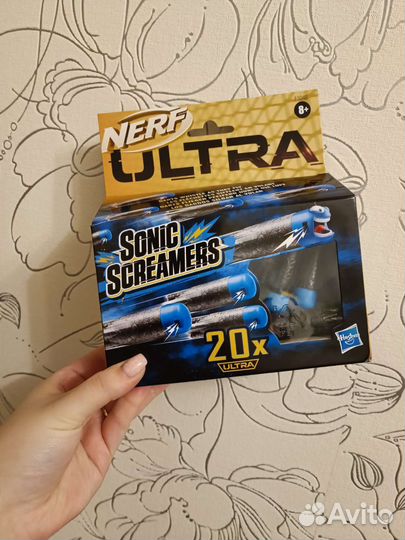 NERF
8+
ULTRA
SONIC
SCREAMERS
20x
ULTRA
Hasbro
Avito